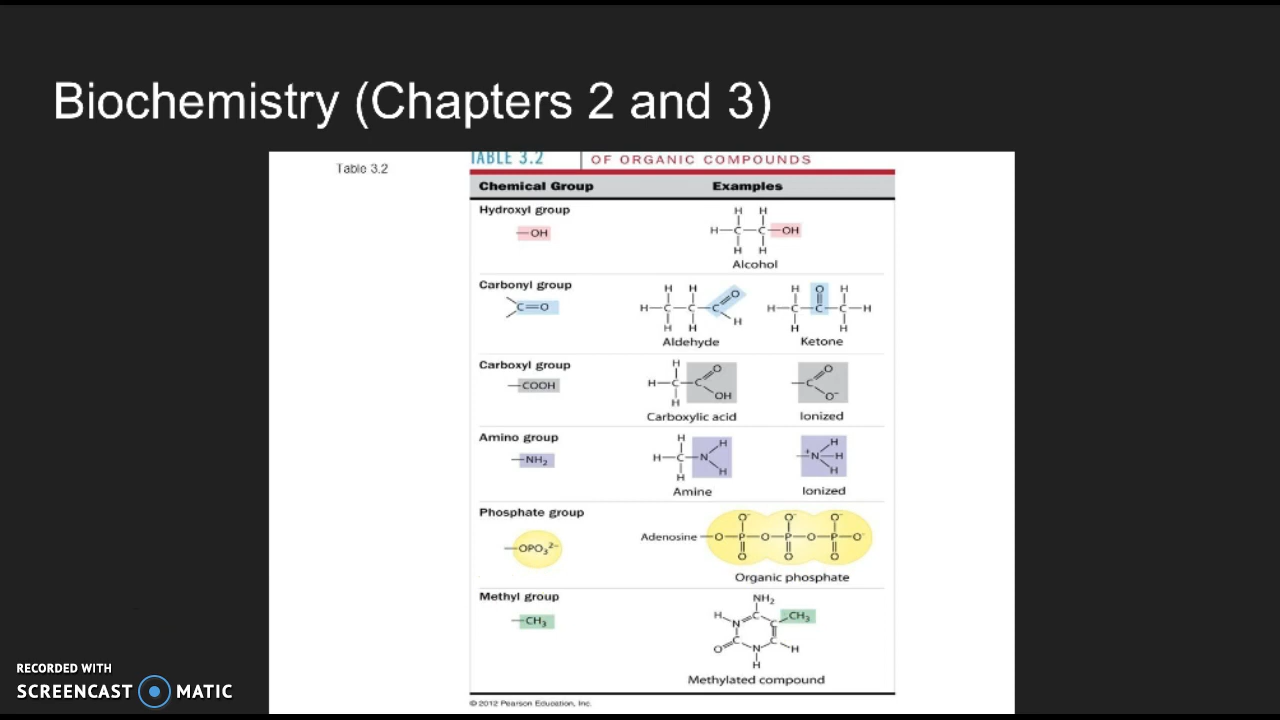 Biochemistry (Chapters 2 and 3)
Table 3.2
TABLE 3.2 OF ORGANIC COMPOUNDS
Chemical Group Examples
Hydroxyl group
—OH
H H
H—C—C—OH
H H
Alcohol
Carbonyl group
C=O
H H O
H—C—C—C
H H H
Aldehyde
H O H
H—C—C—C—H
H H
Ketone
Carboxyl group
—COOH
H O
H—C—C
H OH
Carboxylic acid
O
—C
O⁻
Ionized
Amino group
—NH₂
H H
H—C—N
H H
Amine
H
—⁺N—H
H
Ionized
Phosphate group
—OPO₃²⁻
O⁻ O⁻ O⁻
Adenosine—O—P—O—P—O—P—O⁻
O O O
Organic phosphate
Methyl group
—CH₃
NH₂
H C CH₃
N C
C C
O N H
H
Methylated compound
© 2012 Pearson Education, Inc.
RECORDED WITH
SCREENCAST MATIC